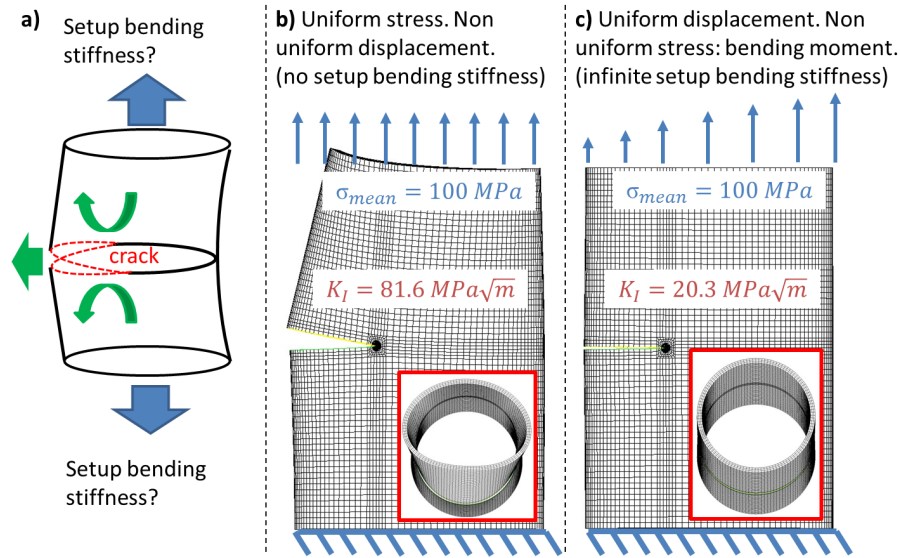 a)
Setup bending
stiffness?
crack
Setup bending
stiffness?
b) Uniform stress. Non
uniform displacement.
(no setup bending stiffness)
σmean = 100 MPa
KI = 81.6 MPa√m
c) Uniform displacement. Non
uniform stress: bending moment.
(infinite setup bending stiffness)
σmean = 100 MPa
KI = 20.3 MPa√m